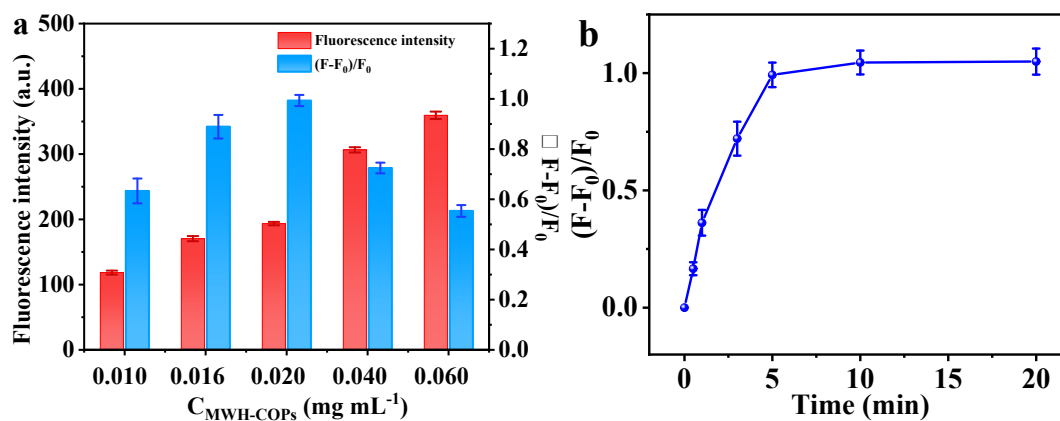 a
500
400
300
200
100
0
Fluorescence intensity (a.u.)
Fluorescence intensity
(F-F₀)/F₀
1.2
1.0
0.8
0.6
0.4
0.2
0.0
□ F-F₀)/F₀
0.010 0.016 0.020 0.040 0.060
C_MWH-COPs (mg mL⁻¹)
b
1.0
0.5
0.0
(F-F₀)/F₀
0 5 10 15 20
Time (min)